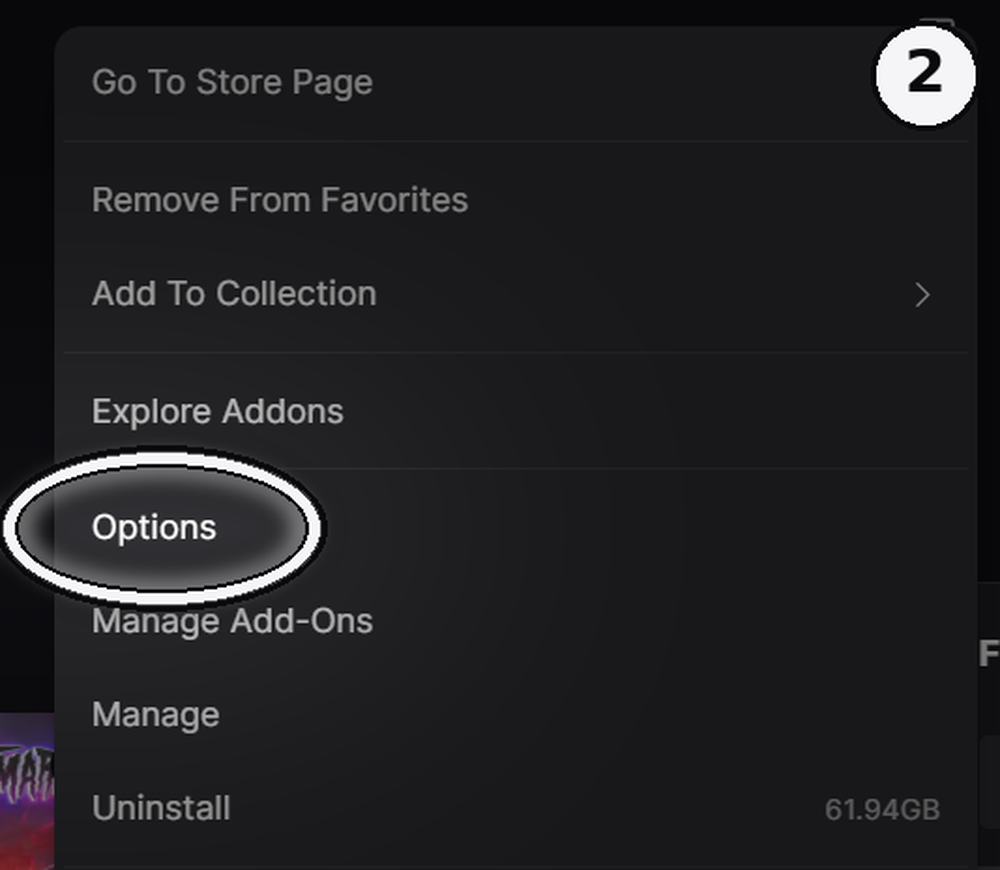 2
Go To Store Page
Remove From Favorites
Add To Collection
Explore Addons
Options
Manage Add-Ons
F
Manage
MAR
Uninstall 61.94GB